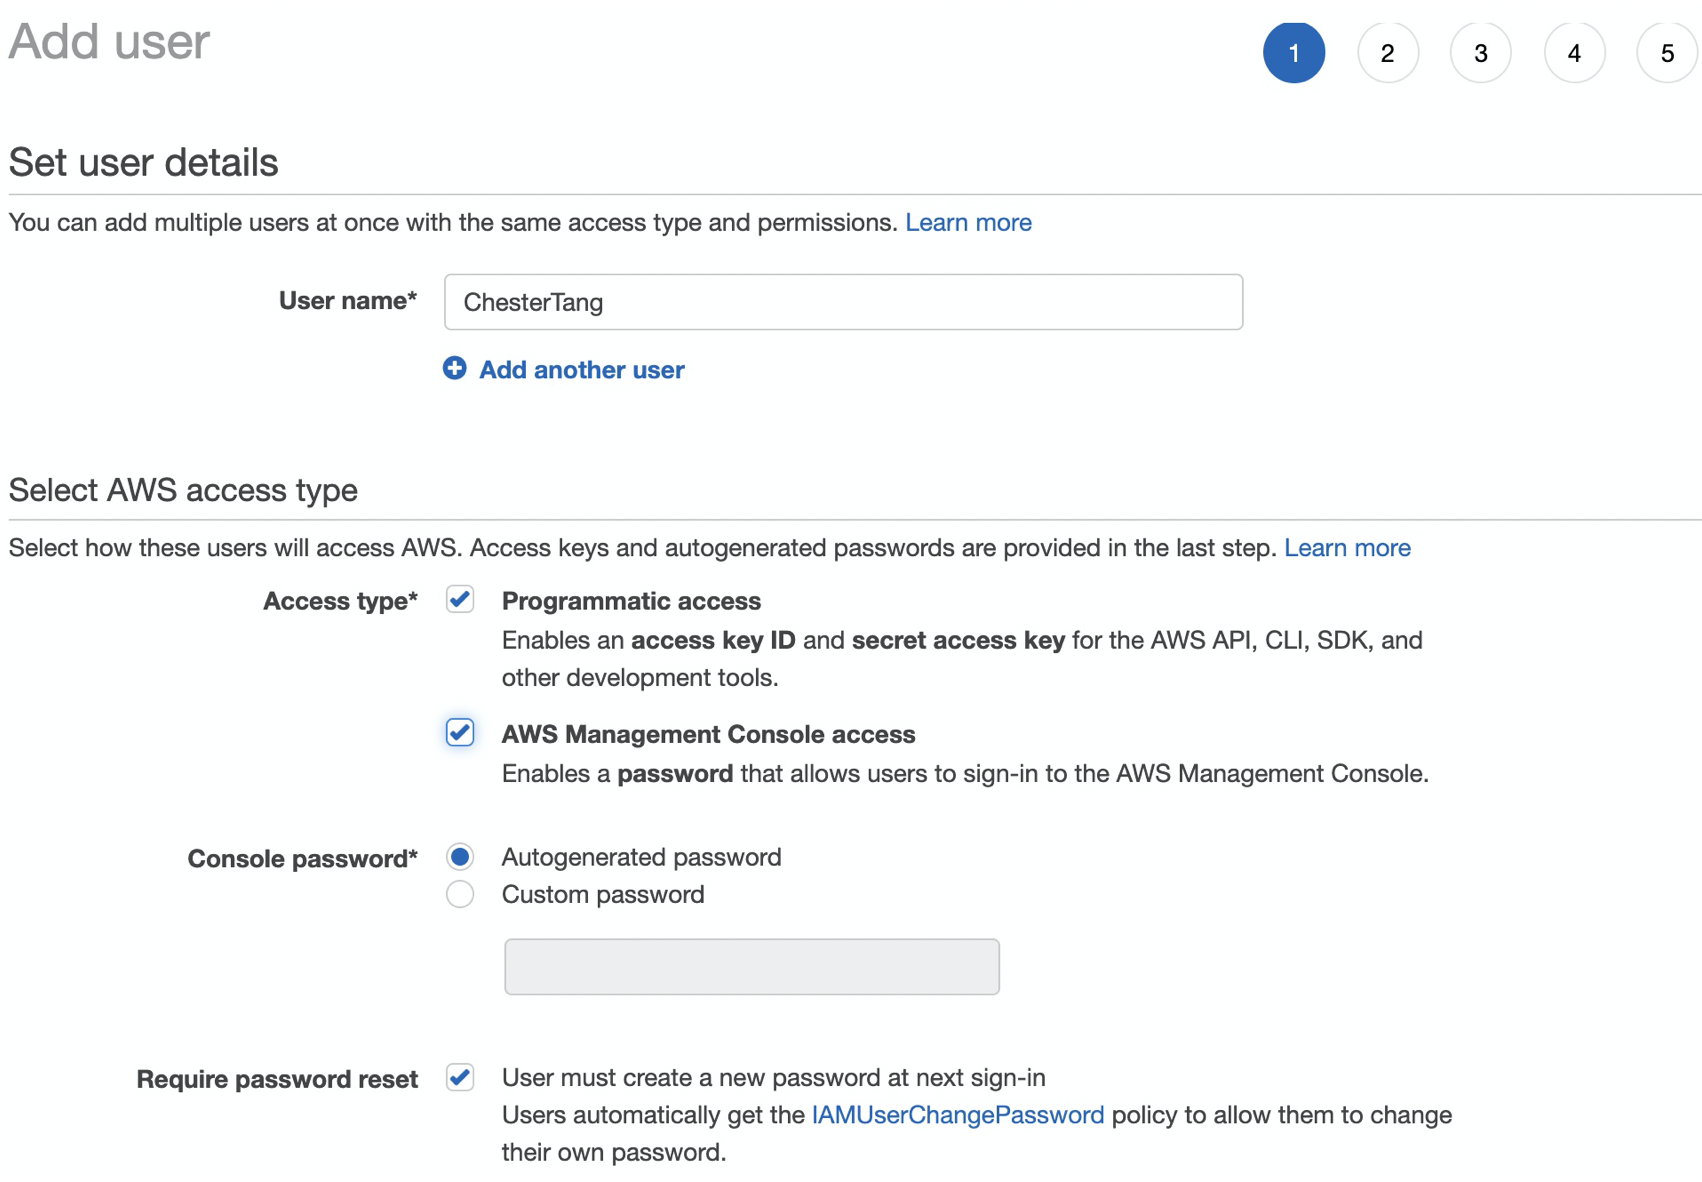 Add user
1 2 3 4 5
Set user details
You can add multiple users at once with the same access type and permissions. Learn more
User name* ChesterTang
Add another user
Select AWS access type
Select how these users will access AWS. Access keys and autogenerated passwords are provided in the last step. Learn more
Access type* Programmatic access
Enables an access key ID and secret access key for the AWS API, CLI, SDK, and
other development tools.
AWS Management Console access
Enables a password that allows users to sign-in to the AWS Management Console.
Console password* Autogenerated password
Custom password
Require password reset User must create a new password at next sign-in
Users automatically get the IAMUserChangePassword policy to allow them to change
their own password.